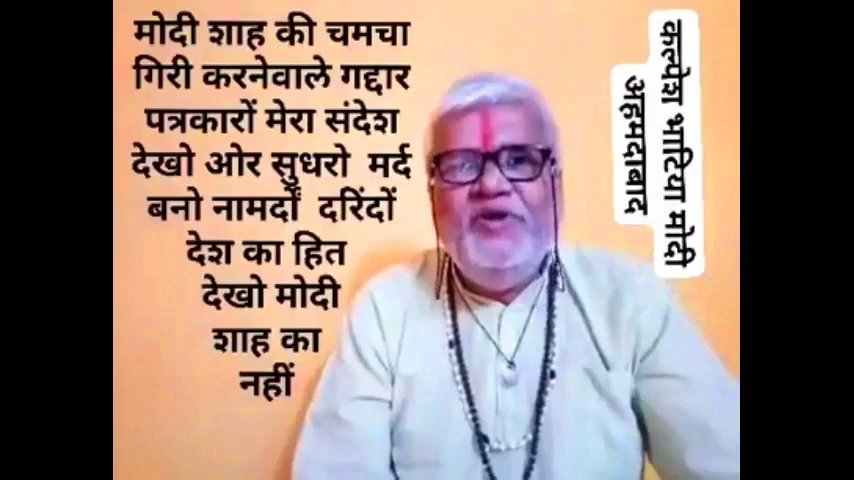 मोदी शाह की चमचा
गिरी करनेवाले गद्दार
पत्रकारों मेरा संदेश
देखो ओर सुधरो मर्द
बनो नामर्दों दरिंदों
देश का हित
देखो मोदी
शाह का
नहीं
कल्पेश भाटिया मोदी
अहमदाबाद